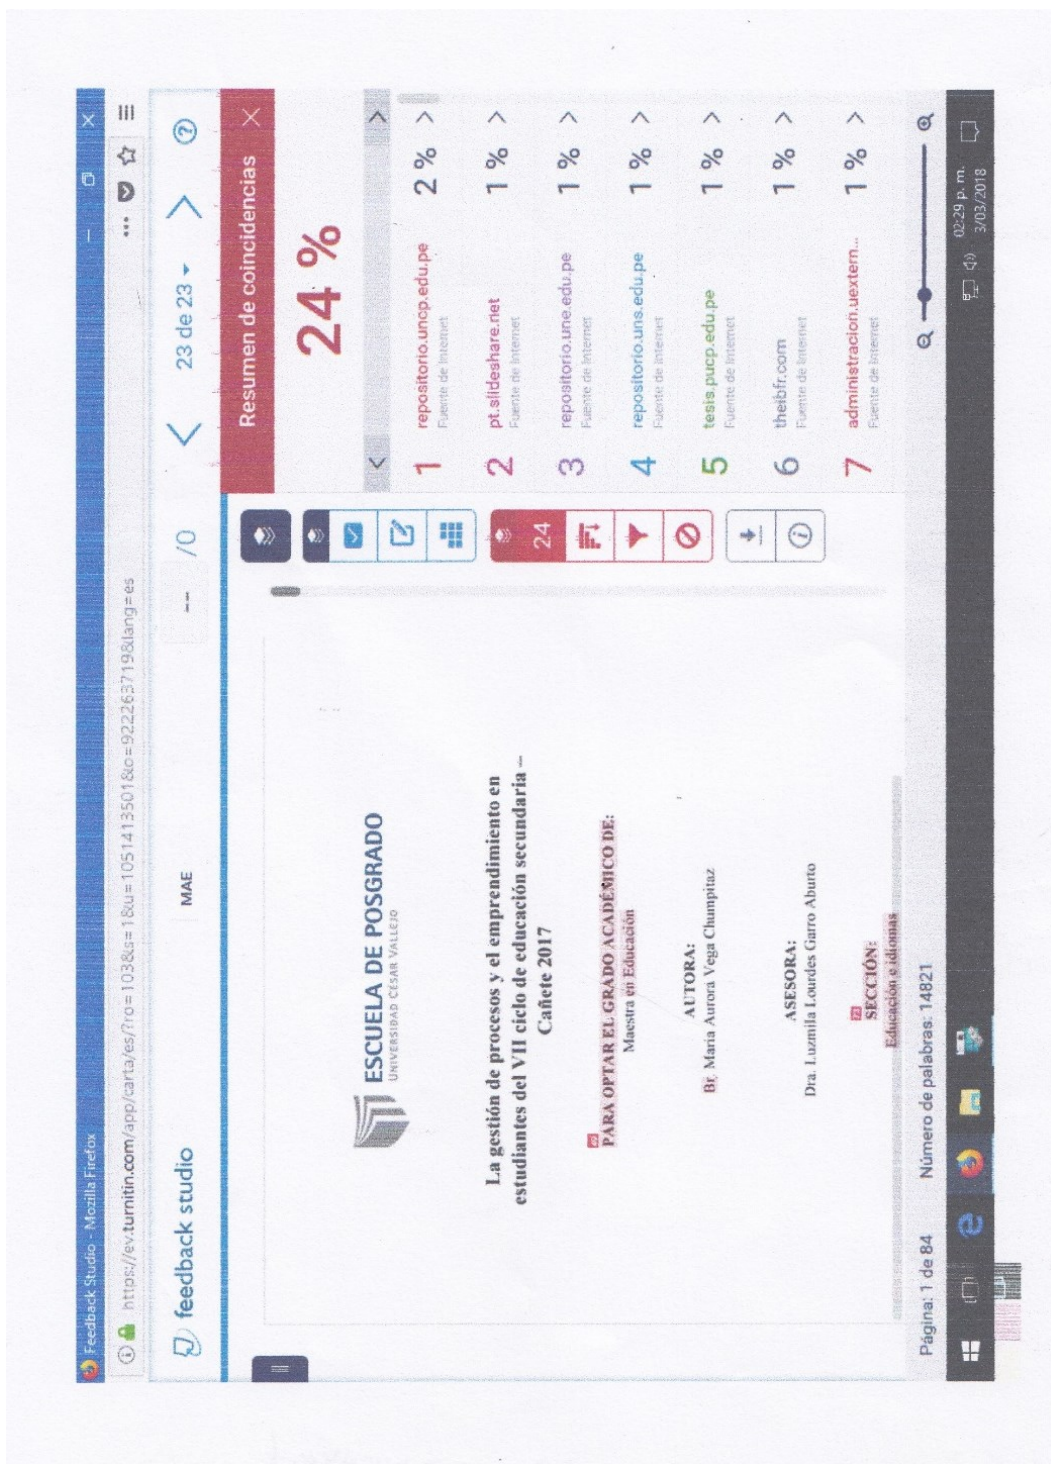 Feedback Studio - Mozilla Firefox
https://ev.turnitin.com/app/carta/es/?ro=103&s=1&u=1051413501&o=922263719&lang=es
feedback studio
MAE
-- /0
23 de 23
ESCUELA DE POSGRADO
UNIVERSIDAD CÉSAR VALLEJO
La gestión de procesos y el emprendimiento en
estudiantes del VII ciclo de educación secundaria –
Cañete 2017
PARA OPTAR EL GRADO ACADÉMICO DE:
Maestra en Educación
AUTORA:
Br. Maria Aurora Vega Chumpitaz
ASESORA:
Dra. Luzmila Lourdes Garro Aburto
SECCIÓN:
Educación e idiomas
24
Resumen de coincidencias
24 %
1 repositorio.uncp.edu.pe 2 %
Fuente de Internet
2 pt.slideshare.net 1 %
Fuente de Internet
3 repositorio.une.edu.pe 1 %
Fuente de Internet
4 repositorio.uns.edu.pe 1 %
Fuente de Internet
5 tesis.pucp.edu.pe 1 %
Fuente de Internet
6 theibfr.com 1 %
Fuente de Internet
7 administracion.uextern... 1 %
Fuente de Internet
Página: 1 de 84
Número de palabras: 14821
02:29 p. m.
3/03/2018